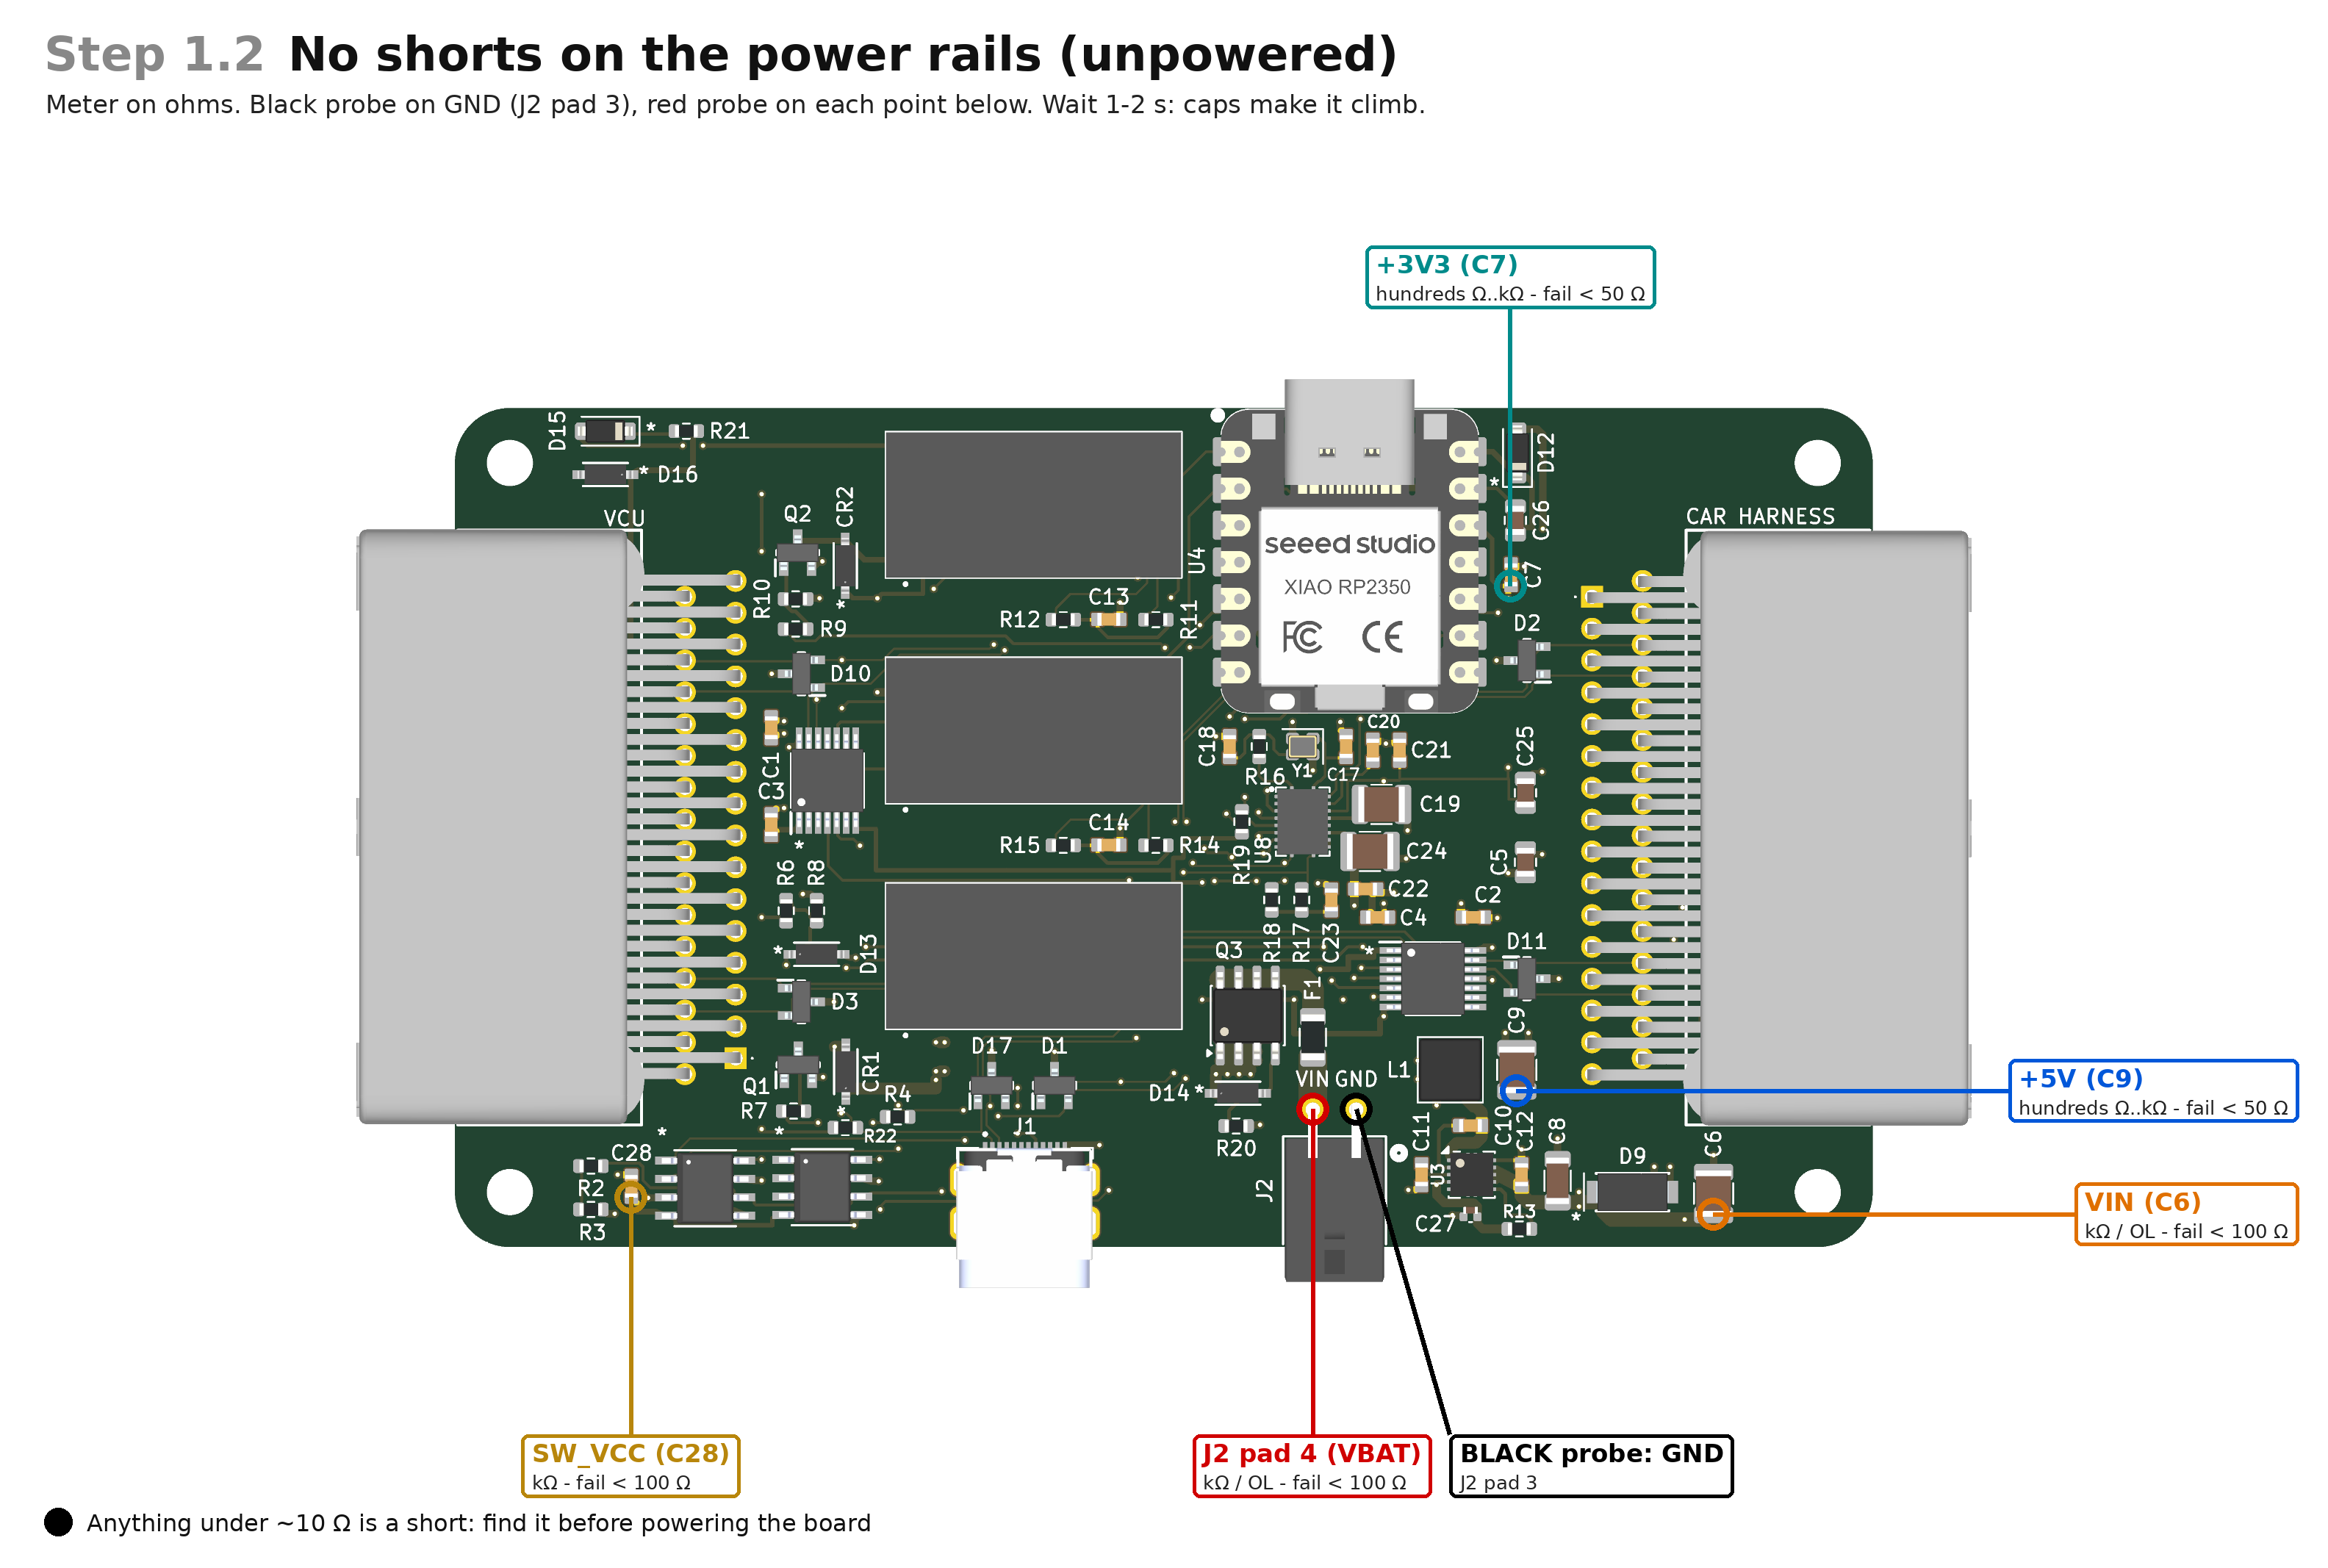 Step 1.2 No shorts on the power rails (unpowered)
Meter on ohms. Black probe on GND (J2 pad 3), red probe on each point below. Wait 1-2 s: caps make it climb.
+3V3 (C7)
hundreds Ω..kΩ - fail < 50 Ω
D15
*
R21
*
D16
VCU
Q2
CR2
R10
*
R9
D10
C1
C3
*
R6
R8
*
D13
D3
Q1
CR1
R7
*
R4
R22
*
*
C28
R2
R3
U4
R12
C13
R11
R15
C14
R14
seeed studio
XIAO RP2350
FC CE
D12
*
C26
C7
D2
CAR HARNESS
C18
R16
Y1
C17
C20
C21
C19
C25
R19
U8
C24
C5
C22
C2
C4
R18
R17
C23
Q3
*
D11
F1
C9
D17
D1
D14
*
VIN
GND
L1
R20
J1
J2
C11
C10
C12
C8
U3
C27
R13
D9
*
C6
+5V (C9)
hundreds Ω..kΩ - fail < 50 Ω
VIN (C6)
kΩ / OL - fail < 100 Ω
SW_VCC (C28)
kΩ - fail < 100 Ω
J2 pad 4 (VBAT)
kΩ / OL - fail < 100 Ω
BLACK probe: GND
J2 pad 3
Anything under ~10 Ω is a short: find it before powering the board